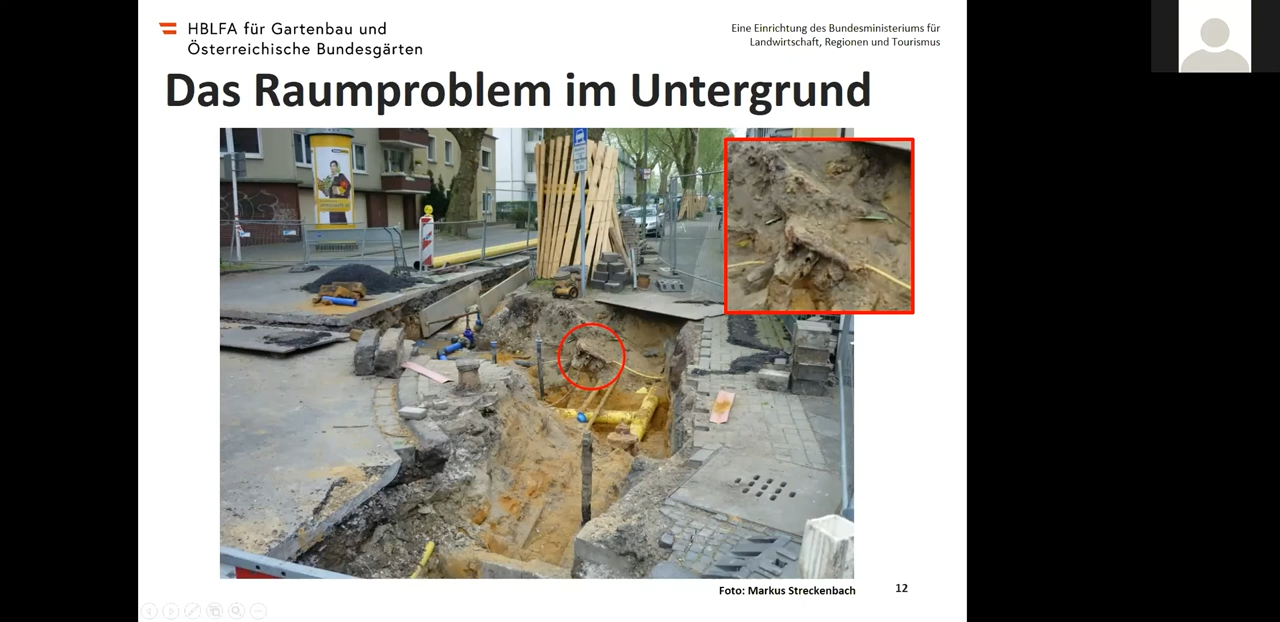 HBLFA für Gartenbau und
Österreichische Bundesgärten
Eine Einrichtung des Bundesministeriums für
Landwirtschaft, Regionen und Tourismus
Das Raumproblem im Untergrund
Foto: Markus Streckenbach
12